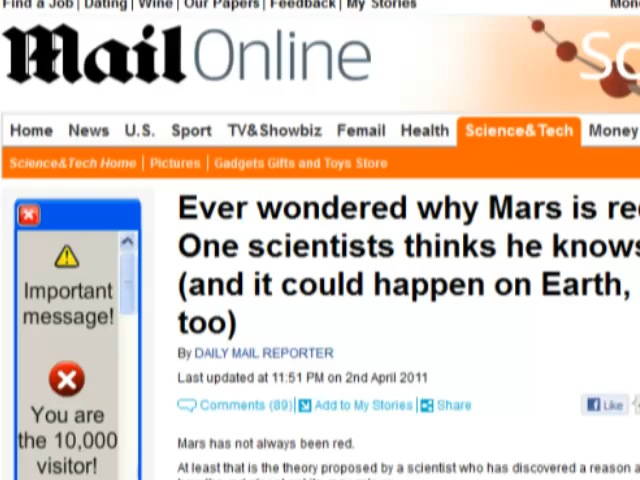 Find a Job | Dating | Wine | Our Papers | Feedback | My Stories
Mail Online
Home News U.S. Sport TV&Showbiz Femail Health Science&Tech Money
Science&Tech Home | Pictures | Gadgets Gifts and Toys Store
Important
message!
You are
the 10,000
visitor!
Ever wondered why Mars is
One scientists thinks he knows
(and it could happen on Earth,
too)
By DAILY MAIL REPORTER
Last updated at 11:51 PM on 2nd April 2011
Comments (89) | Add to My Stories | Share
Like
Mars has not always been red.
At least that is the theory proposed by a scientist who has discovered a reason